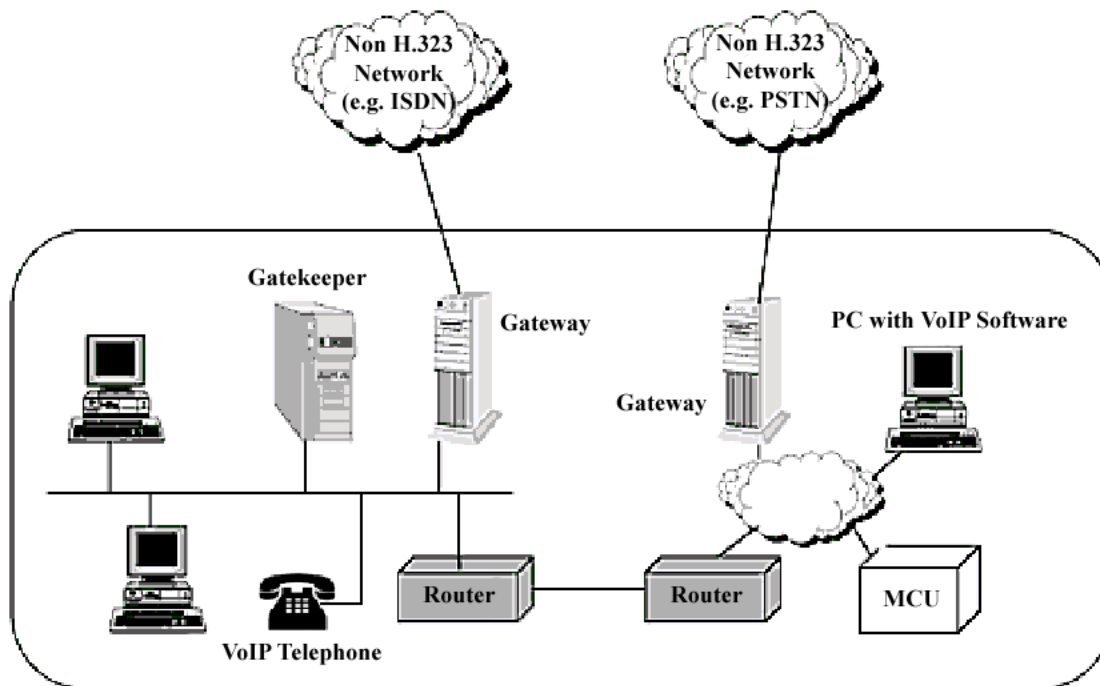 Non H.323
Network
(e.g. ISDN)
Non H.323
Network
(e.g. PSTN)
Gatekeeper
Gateway
PC with VoIP Software
Gateway
Router
Router
MCU
VoIP Telephone